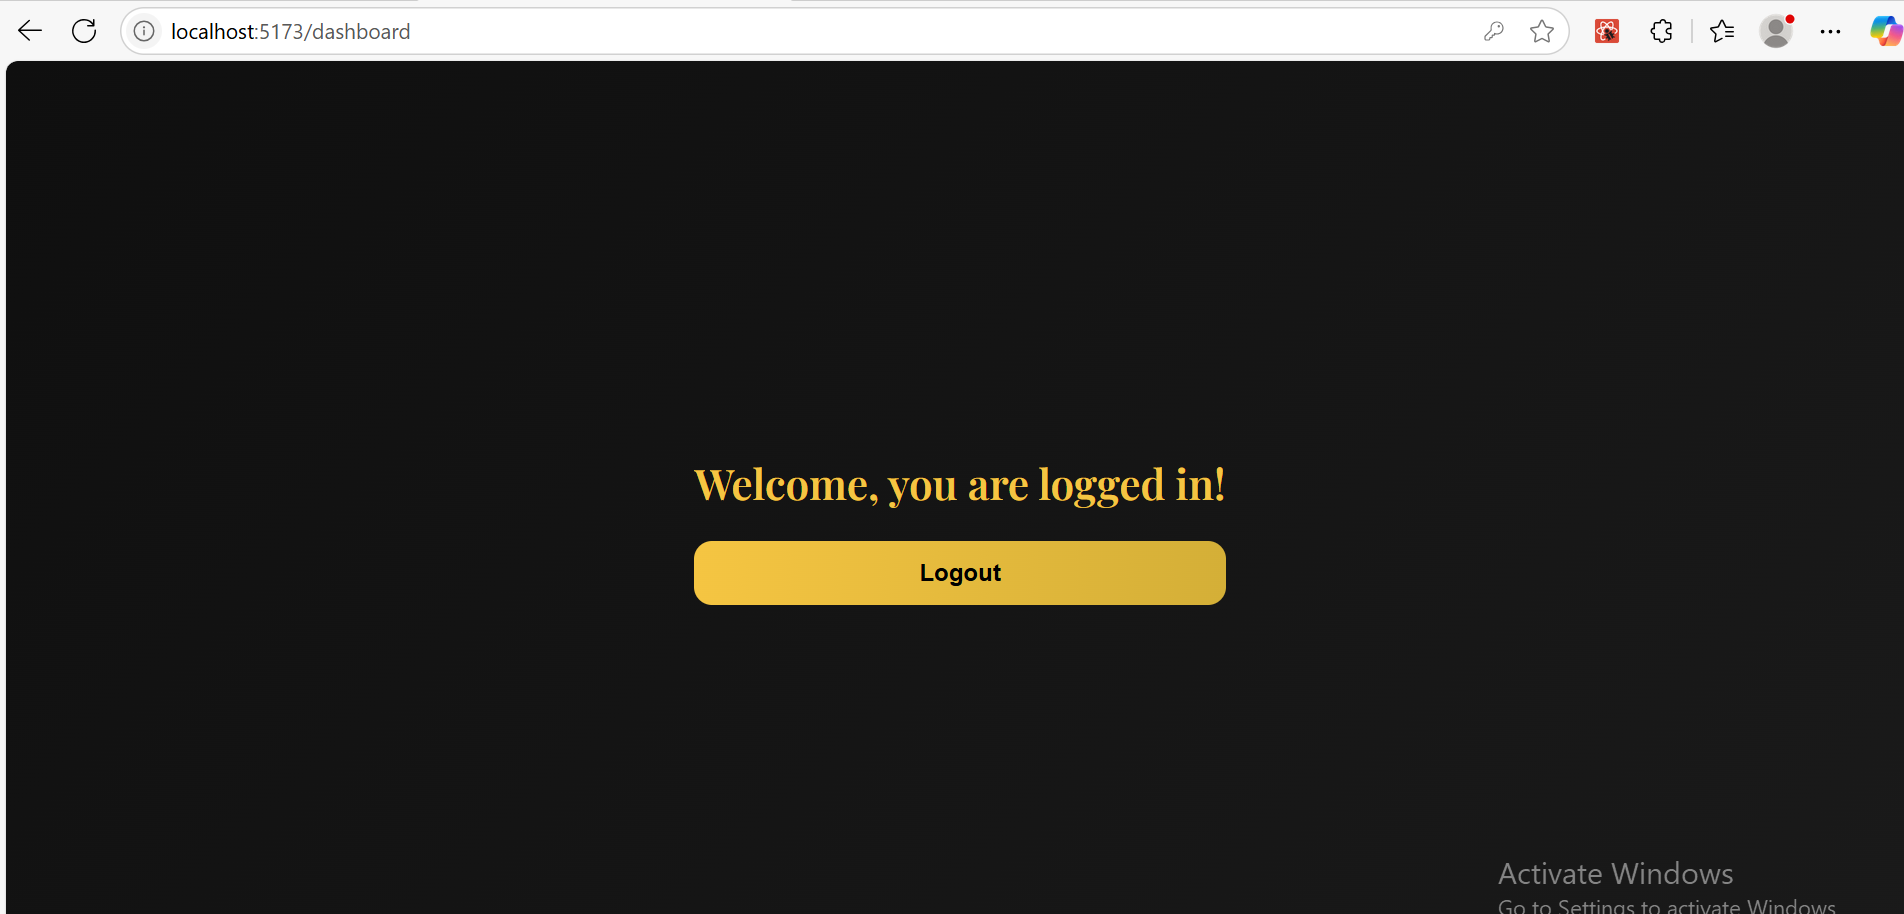 localhost:5173/dashboard
Welcome, you are logged in!
Logout
Activate Windows
Go to Settings to activate Windows